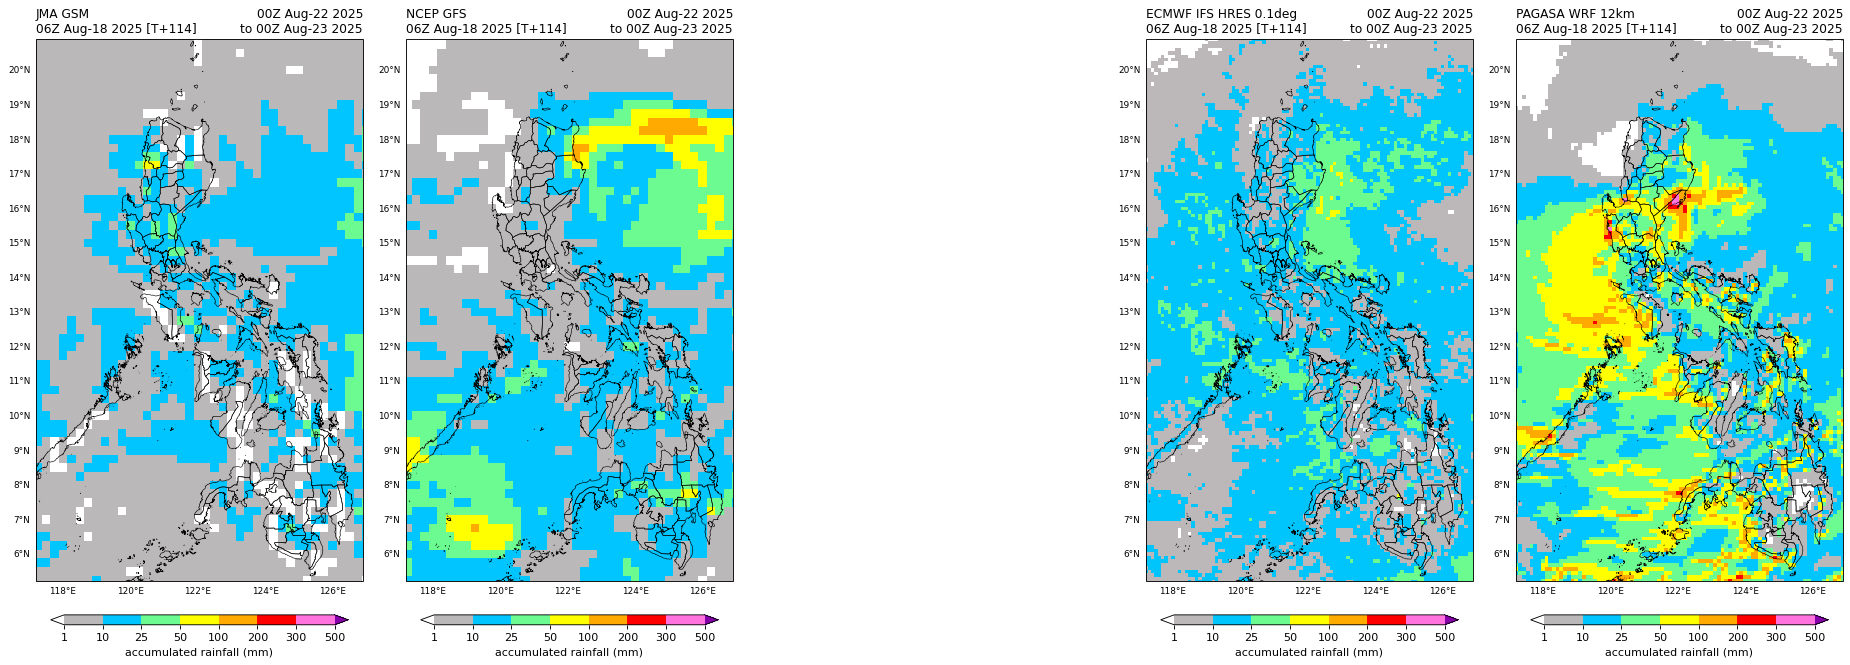 JMA GSM 00Z Aug-22 2025
06Z Aug-18 2025 [T+114] to 00Z Aug-23 2025
20°N
19°N
18°N
17°N
16°N
15°N
14°N
13°N
12°N
11°N
10°N
9°N
8°N
7°N
6°N
118°E 120°E 122°E 124°E 126°E
1 10 25 50 100 200 300 500
accumulated rainfall (mm)
NCEP GFS 00Z Aug-22 2025
06Z Aug-18 2025 [T+114] to 00Z Aug-23 2025
20°N
19°N
18°N
17°N
16°N
15°N
14°N
13°N
12°N
11°N
10°N
9°N
8°N
7°N
6°N
118°E 120°E 122°E 124°E 126°E
1 10 25 50 100 200 300 500
accumulated rainfall (mm)
ECMWF IFS HRES 0.1deg 00Z Aug-22 2025
06Z Aug-18 2025 [T+114] to 00Z Aug-23 2025
20°N
19°N
18°N
17°N
16°N
15°N
14°N
13°N
12°N
11°N
10°N
9°N
8°N
7°N
6°N
118°E 120°E 122°E 124°E 126°E
1 10 25 50 100 200 300 500
accumulated rainfall (mm)
PAGASA WRF 12km 00Z Aug-22 2025
06Z Aug-18 2025 [T+114] to 00Z Aug-23 2025
20°N
19°N
18°N
17°N
16°N
15°N
14°N
13°N
12°N
11°N
10°N
9°N
8°N
7°N
6°N
118°E 120°E 122°E 124°E 126°E
1 10 25 50 100 200 300 500
accumulated rainfall (mm)